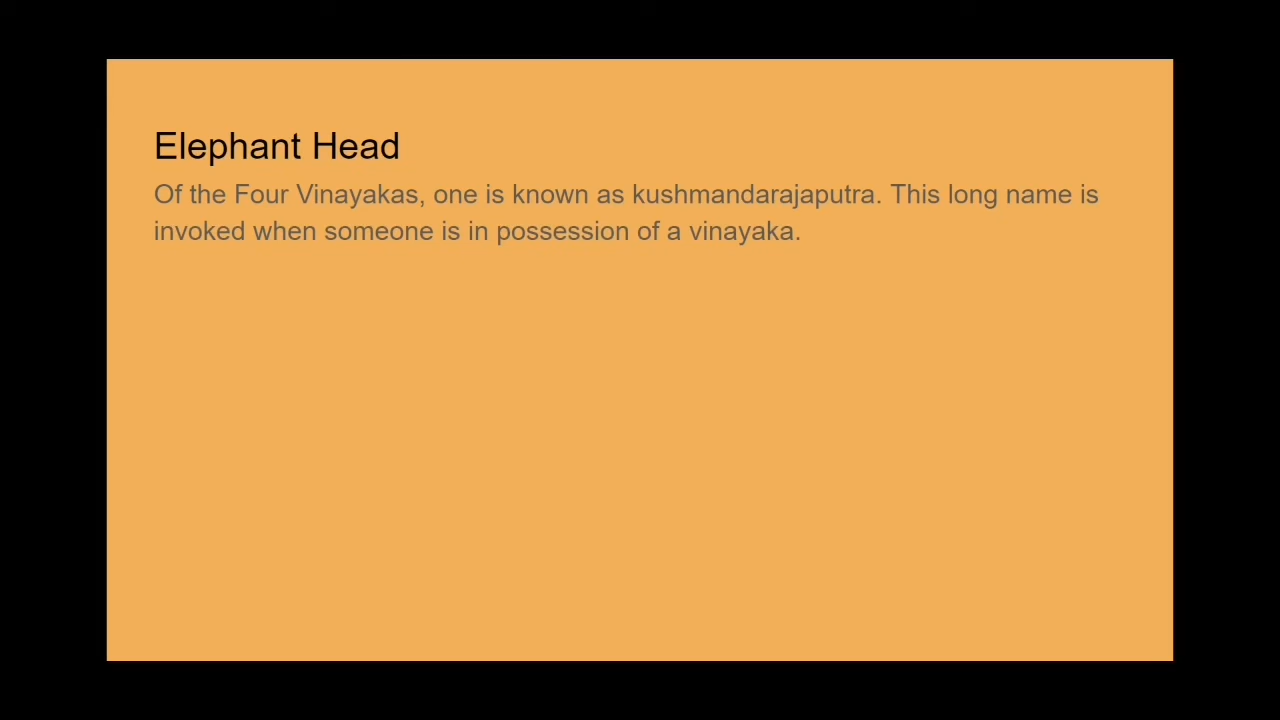 Elephant Head
Of the Four Vinayakas, one is known as kushmandarajaputra. This long name is
invoked when someone is in possession of a vinayaka.